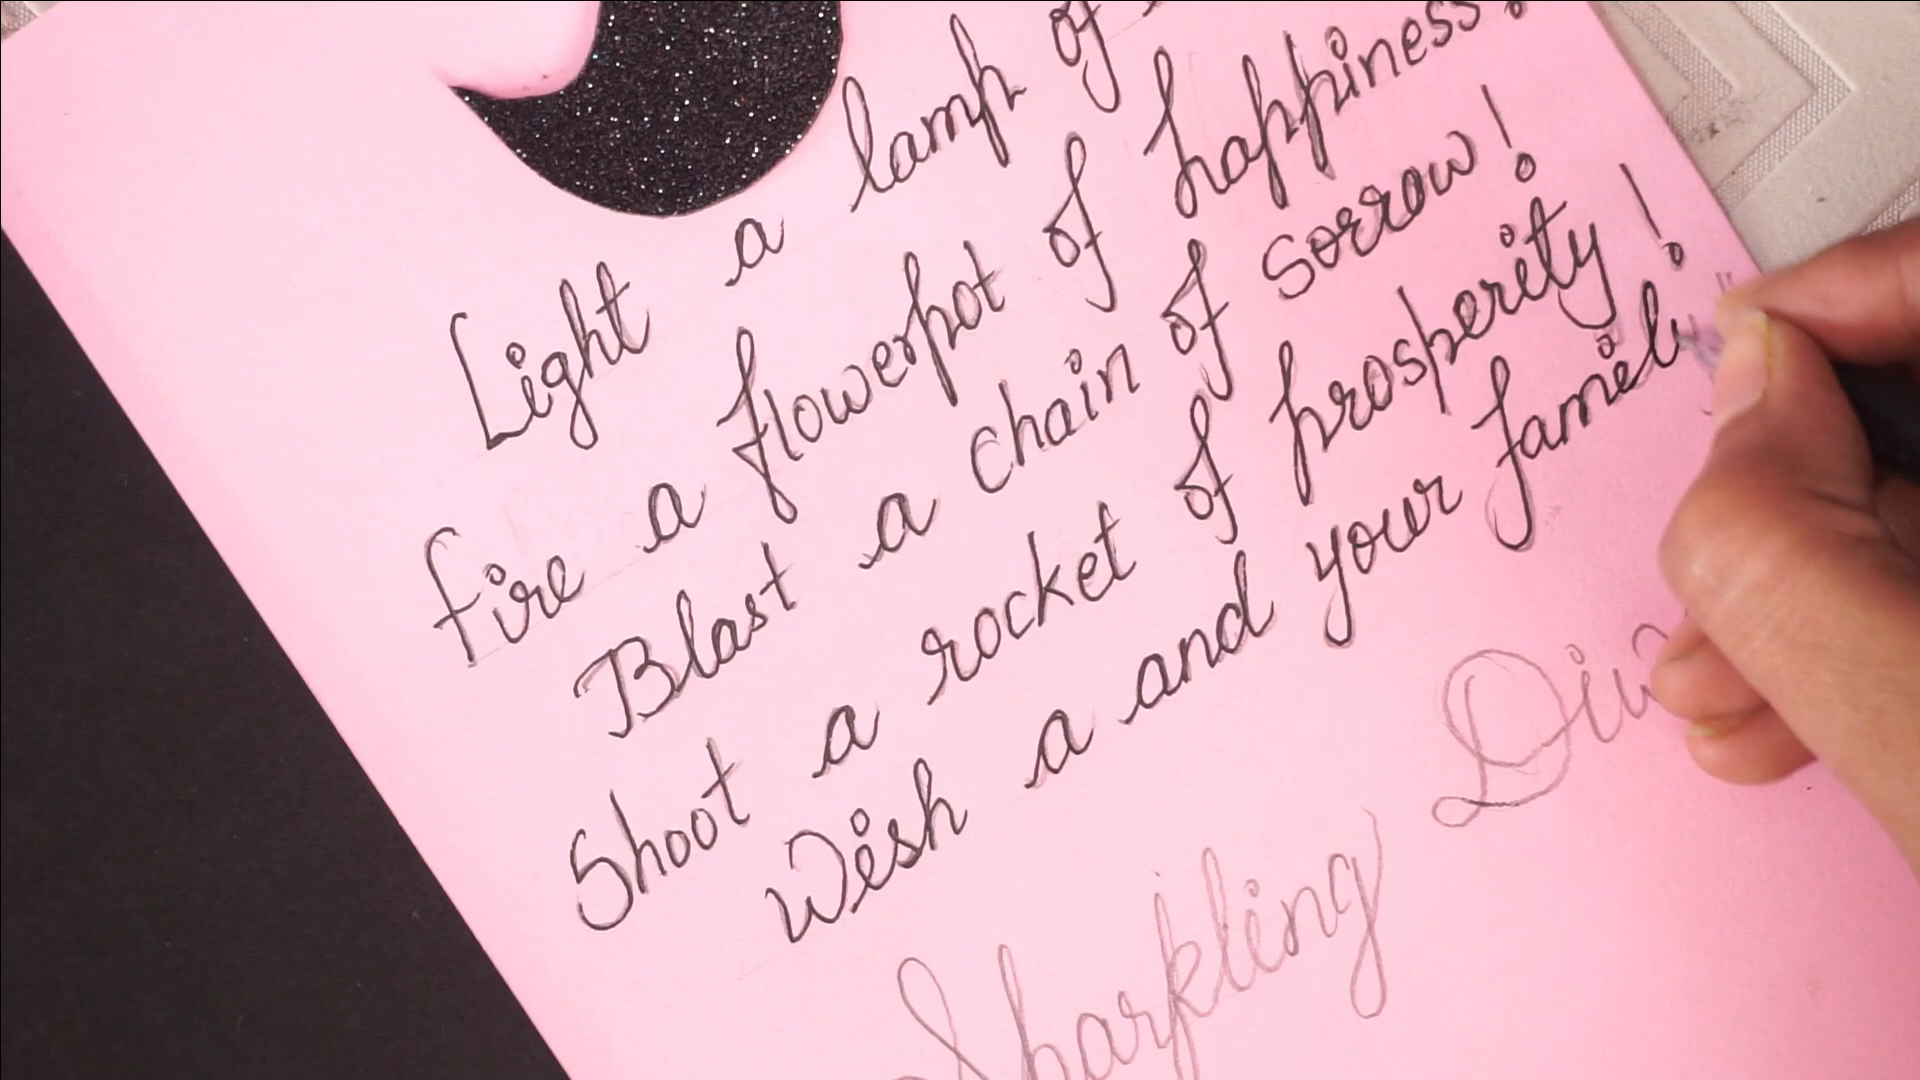 Light a lamp of
fire a flowerpot of happiness!
Blast a chain of sorrow!
Shoot a rocket of prosperity!
Wish a and your family
Sparkling